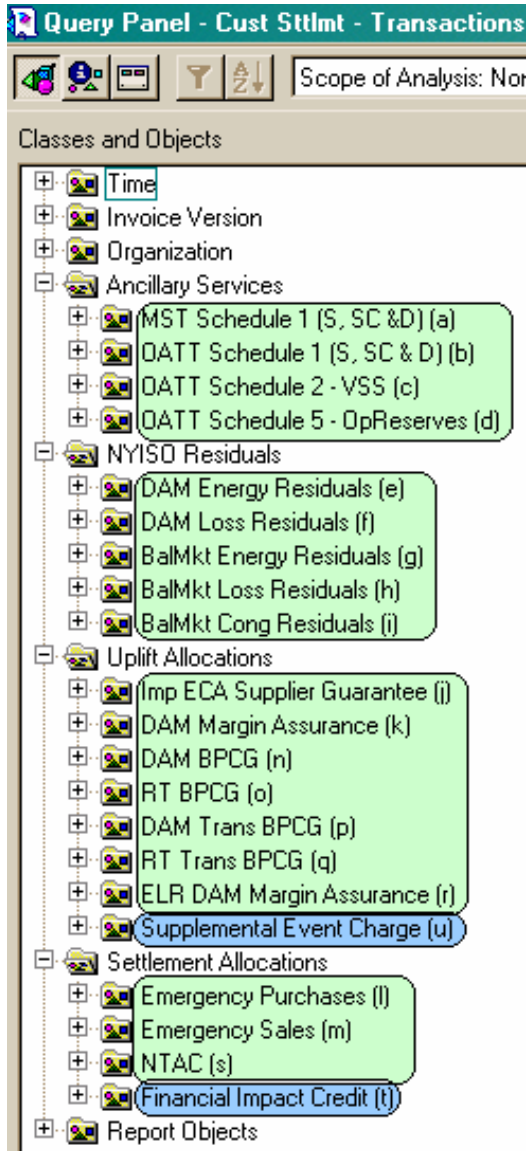 Query Panel - Cust Sttlmt - Transactions
Scope of Analysis: Nor
Classes and Objects
Time
Invoice Version
Organization
Ancillary Services
MST Schedule 1 (S, SC &D) (a)
OATT Schedule 1 (S, SC & D) (b)
OATT Schedule 2 - VSS (c)
OATT Schedule 5 - OpReserves (d)
NYISO Residuals
DAM Energy Residuals (e)
DAM Loss Residuals (f)
BalMkt Energy Residuals (g)
BalMkt Loss Residuals (h)
BalMkt Cong Residuals (i)
Uplift Allocations
Imp ECA Supplier Guarantee (j)
DAM Margin Assurance (k)
DAM BPCG (n)
RT BPCG (o)
DAM Trans BPCG (p)
RT Trans BPCG (q)
ELR DAM Margin Assurance (r)
Supplemental Event Charge (u)
Settlement Allocations
Emergency Purchases (l)
Emergency Sales (m)
NTAC (s)
Financial Impact Credit (t)
Report Objects